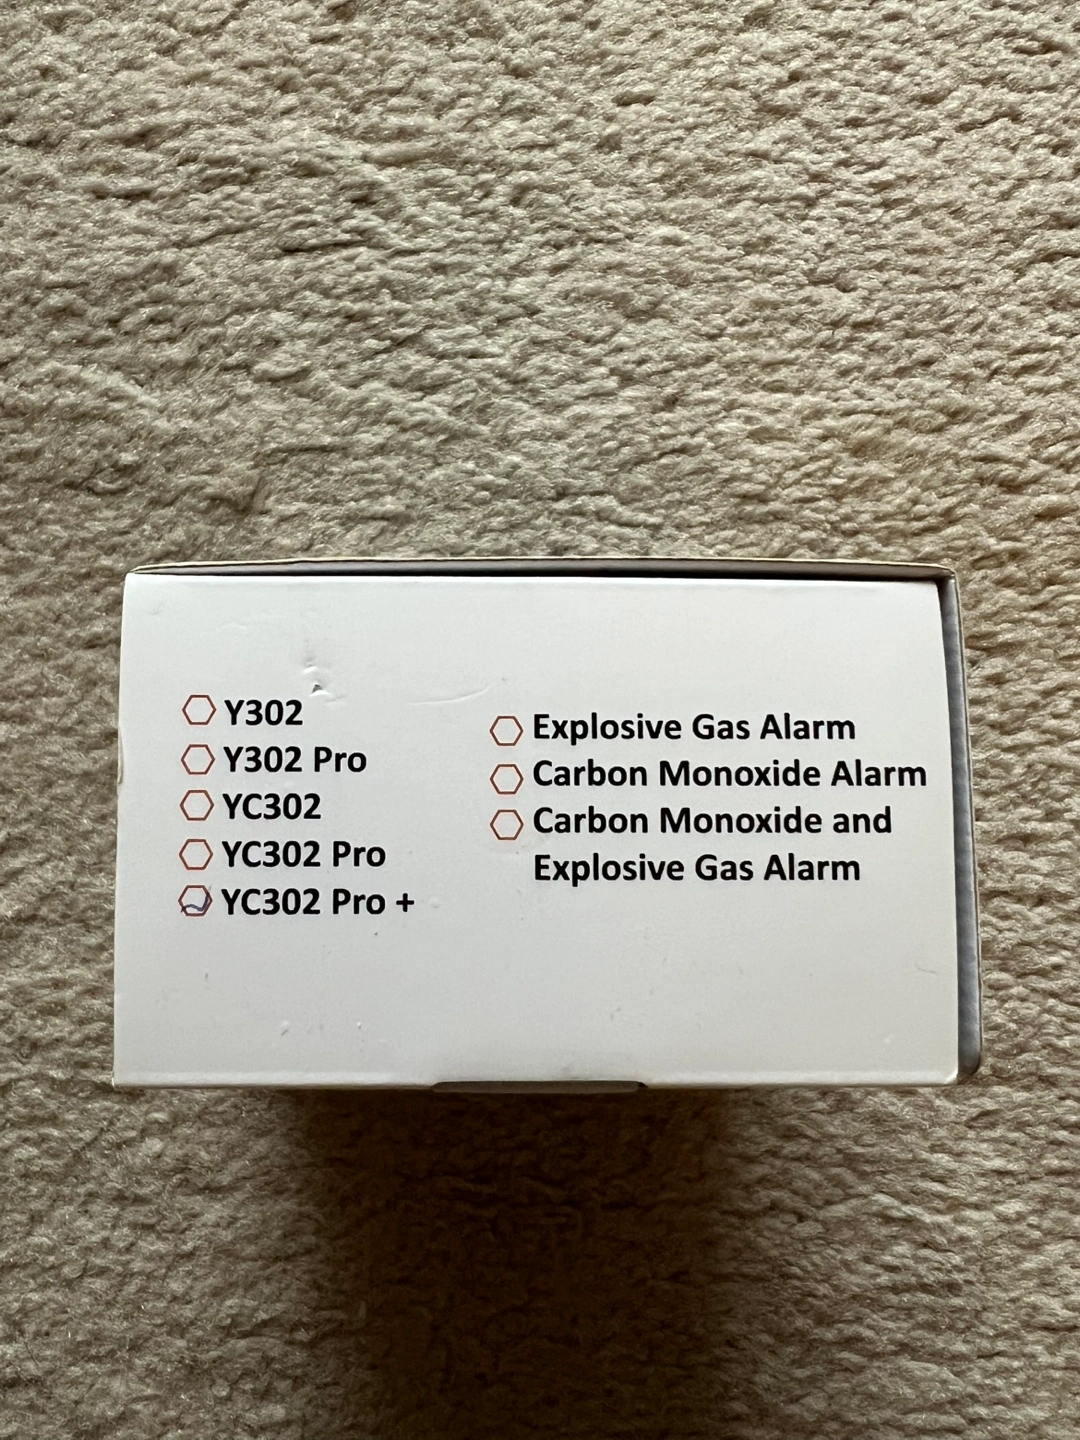 Y302
Y302 Pro
YC302
YC302 Pro
YC302 Pro +
Explosive Gas Alarm
Carbon Monoxide Alarm
Carbon Monoxide and
Explosive Gas Alarm